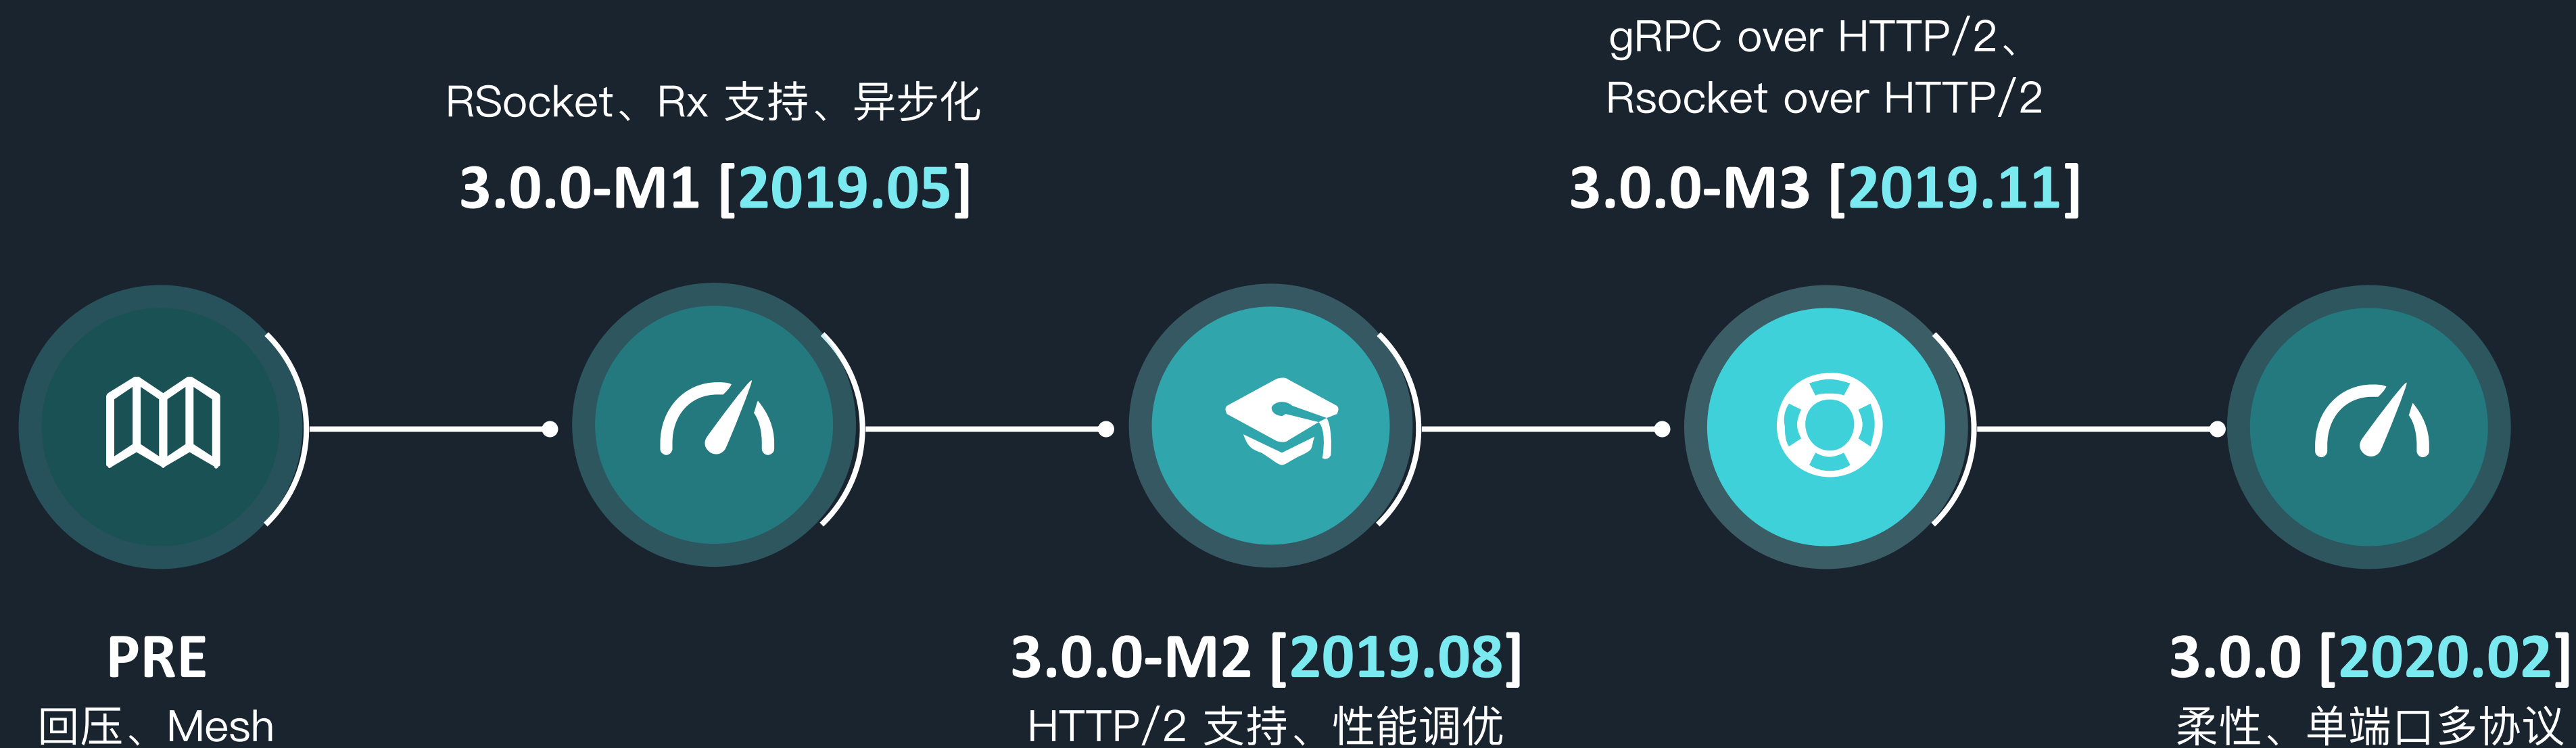 PRE
回压、Mesh
RSocket、Rx 支持、异步化
3.0.0-M1 [2019.05]
3.0.0-M2 [2019.08]
HTTP/2 支持、性能调优
gRPC over HTTP/2、
Rsocket over HTTP/2
3.0.0-M3 [2019.11]
3.0.0 [2020.02]
柔性、单端口多协议